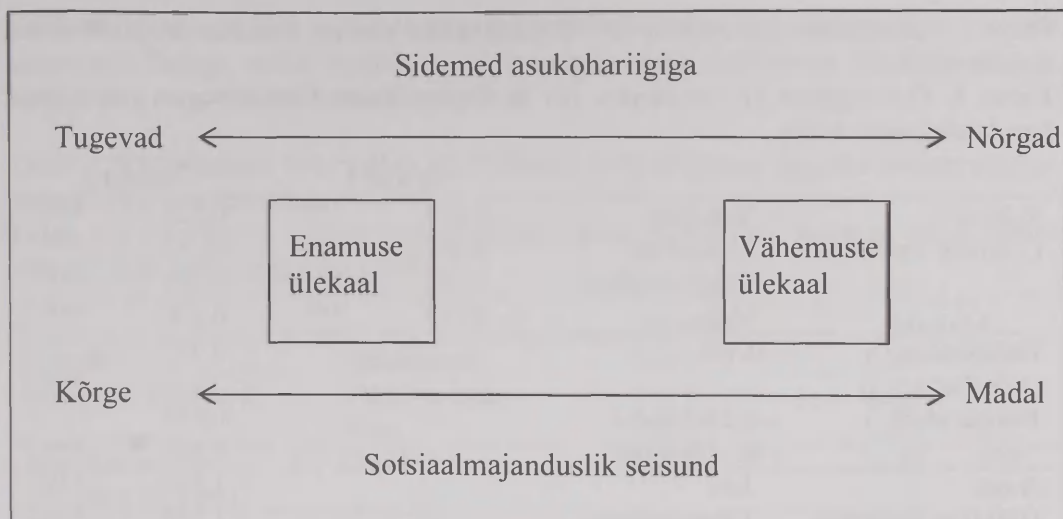 Sidemed asukohariigiga
Tugevad Nõrgad
Enamuse
ülekaal
Vähemuste
ülekaal
Kõrge Madal
Sotsiaalmajanduslik seisund